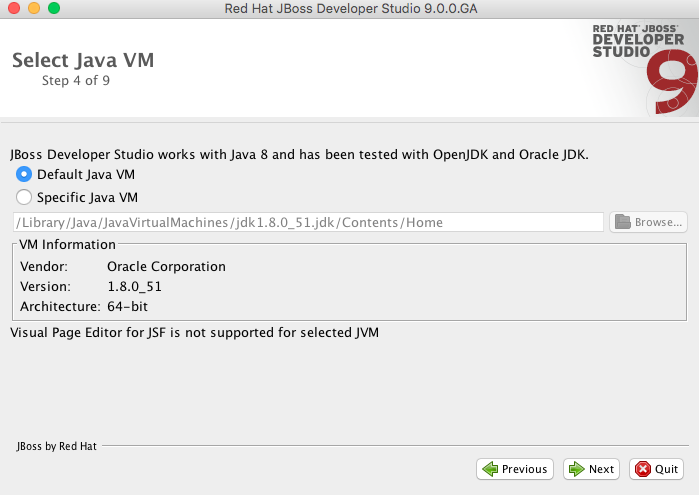 Red Hat JBoss Developer Studio 9.0.0.GA
RED HAT® JBOSS®
DEVELOPER
STUDIO
9
Select Java VM
Step 4 of 9
JBoss Developer Studio works with Java 8 and has been tested with OpenJDK and Oracle JDK.
Default Java VM
Specific Java VM
/Library/Java/JavaVirtualMachines/jdk1.8.0_51.jdk/Contents/Home
Browse...
VM Information
Vendor: Oracle Corporation
Version: 1.8.0_51
Architecture: 64-bit
Visual Page Editor for JSF is not supported for selected JVM
JBoss by Red Hat
Previous
Next
Quit